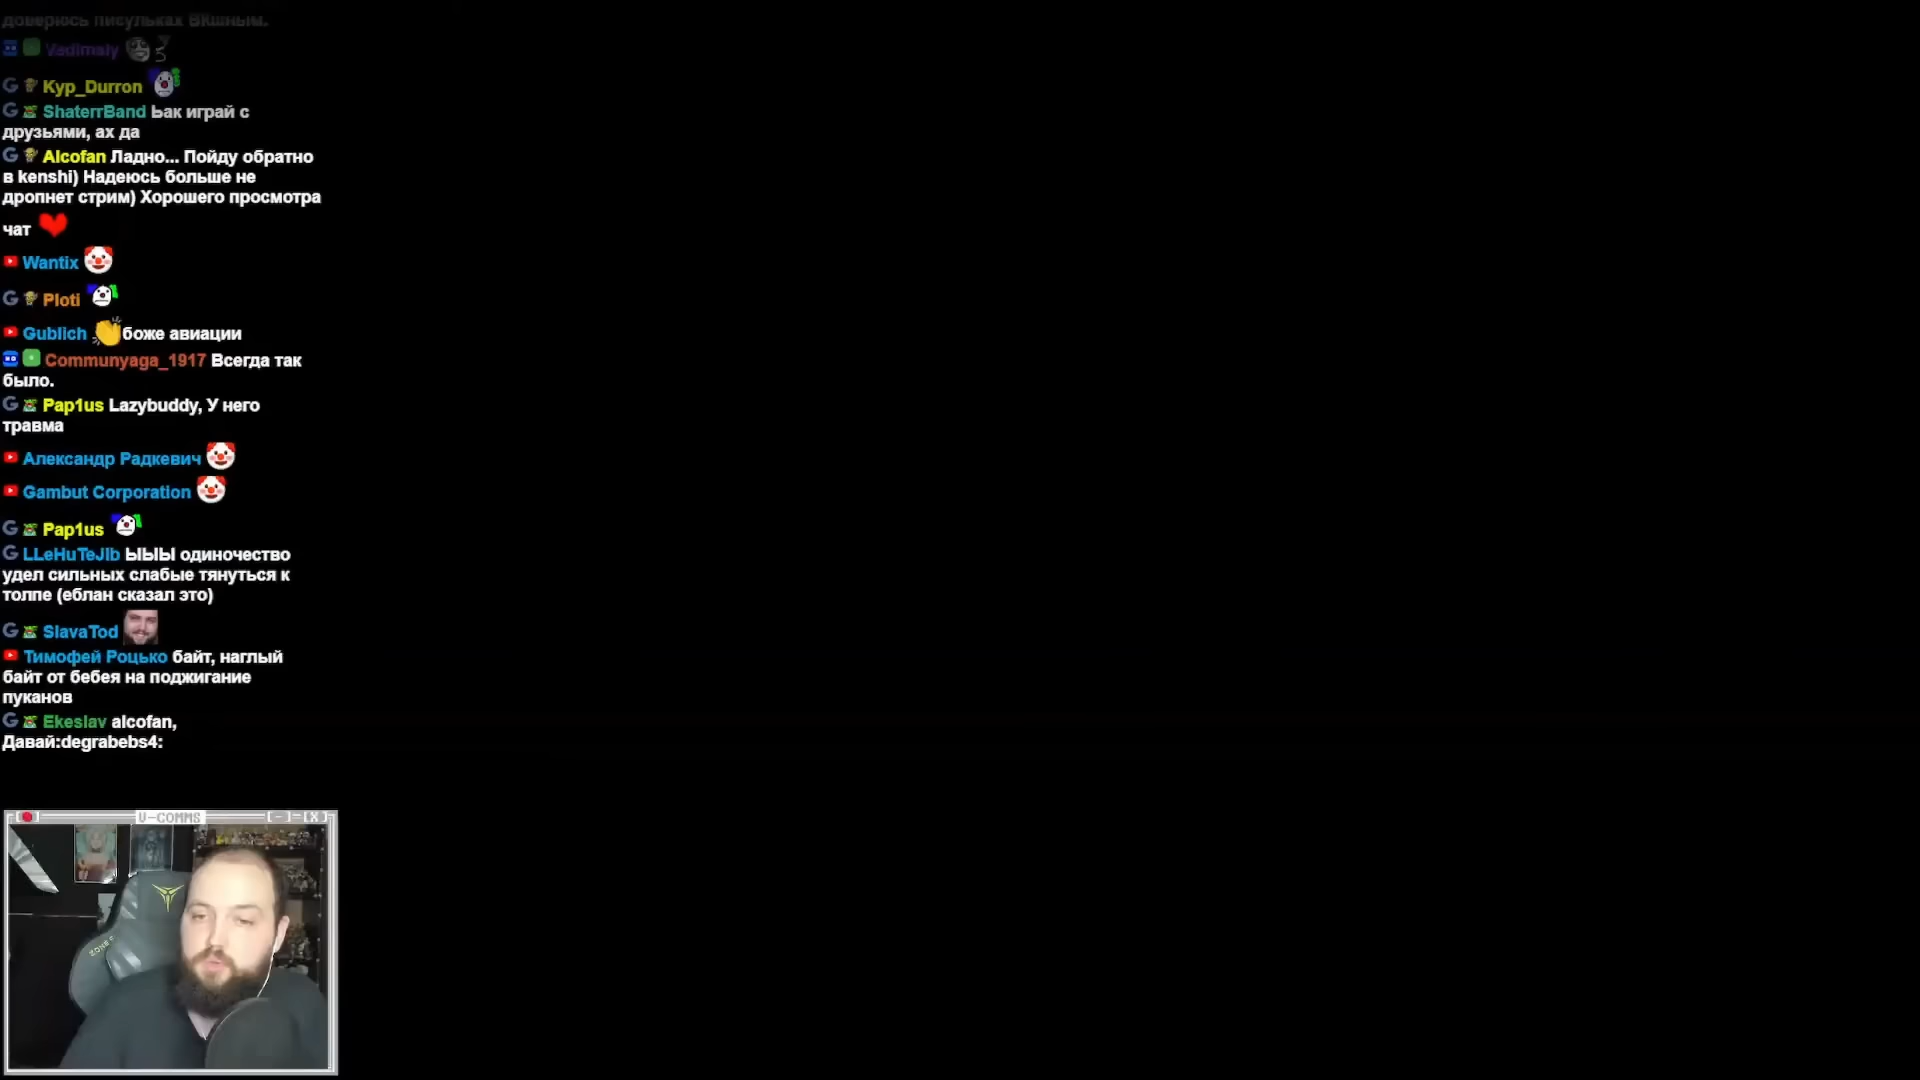 доверюсь писульках ВКшным.
Vadimsly
Kyp_Durron
ShaterrBand Ьак играй с
друзьями, ах да
Alcofan Ладно... Пойду обратно
в kenshi) Надеюсь больше не
дропнет стрим) Хорошего просмотра
чат
Wantix
Ploti
Gublich боже авиации
Communyaga_1917 Всегда так
было.
Pap1us Lazybuddy, У него
травма
Александр Радкевич
Gambut Corporation
Pap1us
LLeHuTeJIb ЫЫЫ одиночество
удел сильных слабые тянуться к
толпе (еблан сказал это)
SlavaTod
Тимофей Роцько байт, наглый
байт от бебея на поджигание
пуканов
Ekeslav alcofan,
Давай:degrabebs4:
V-COMMS